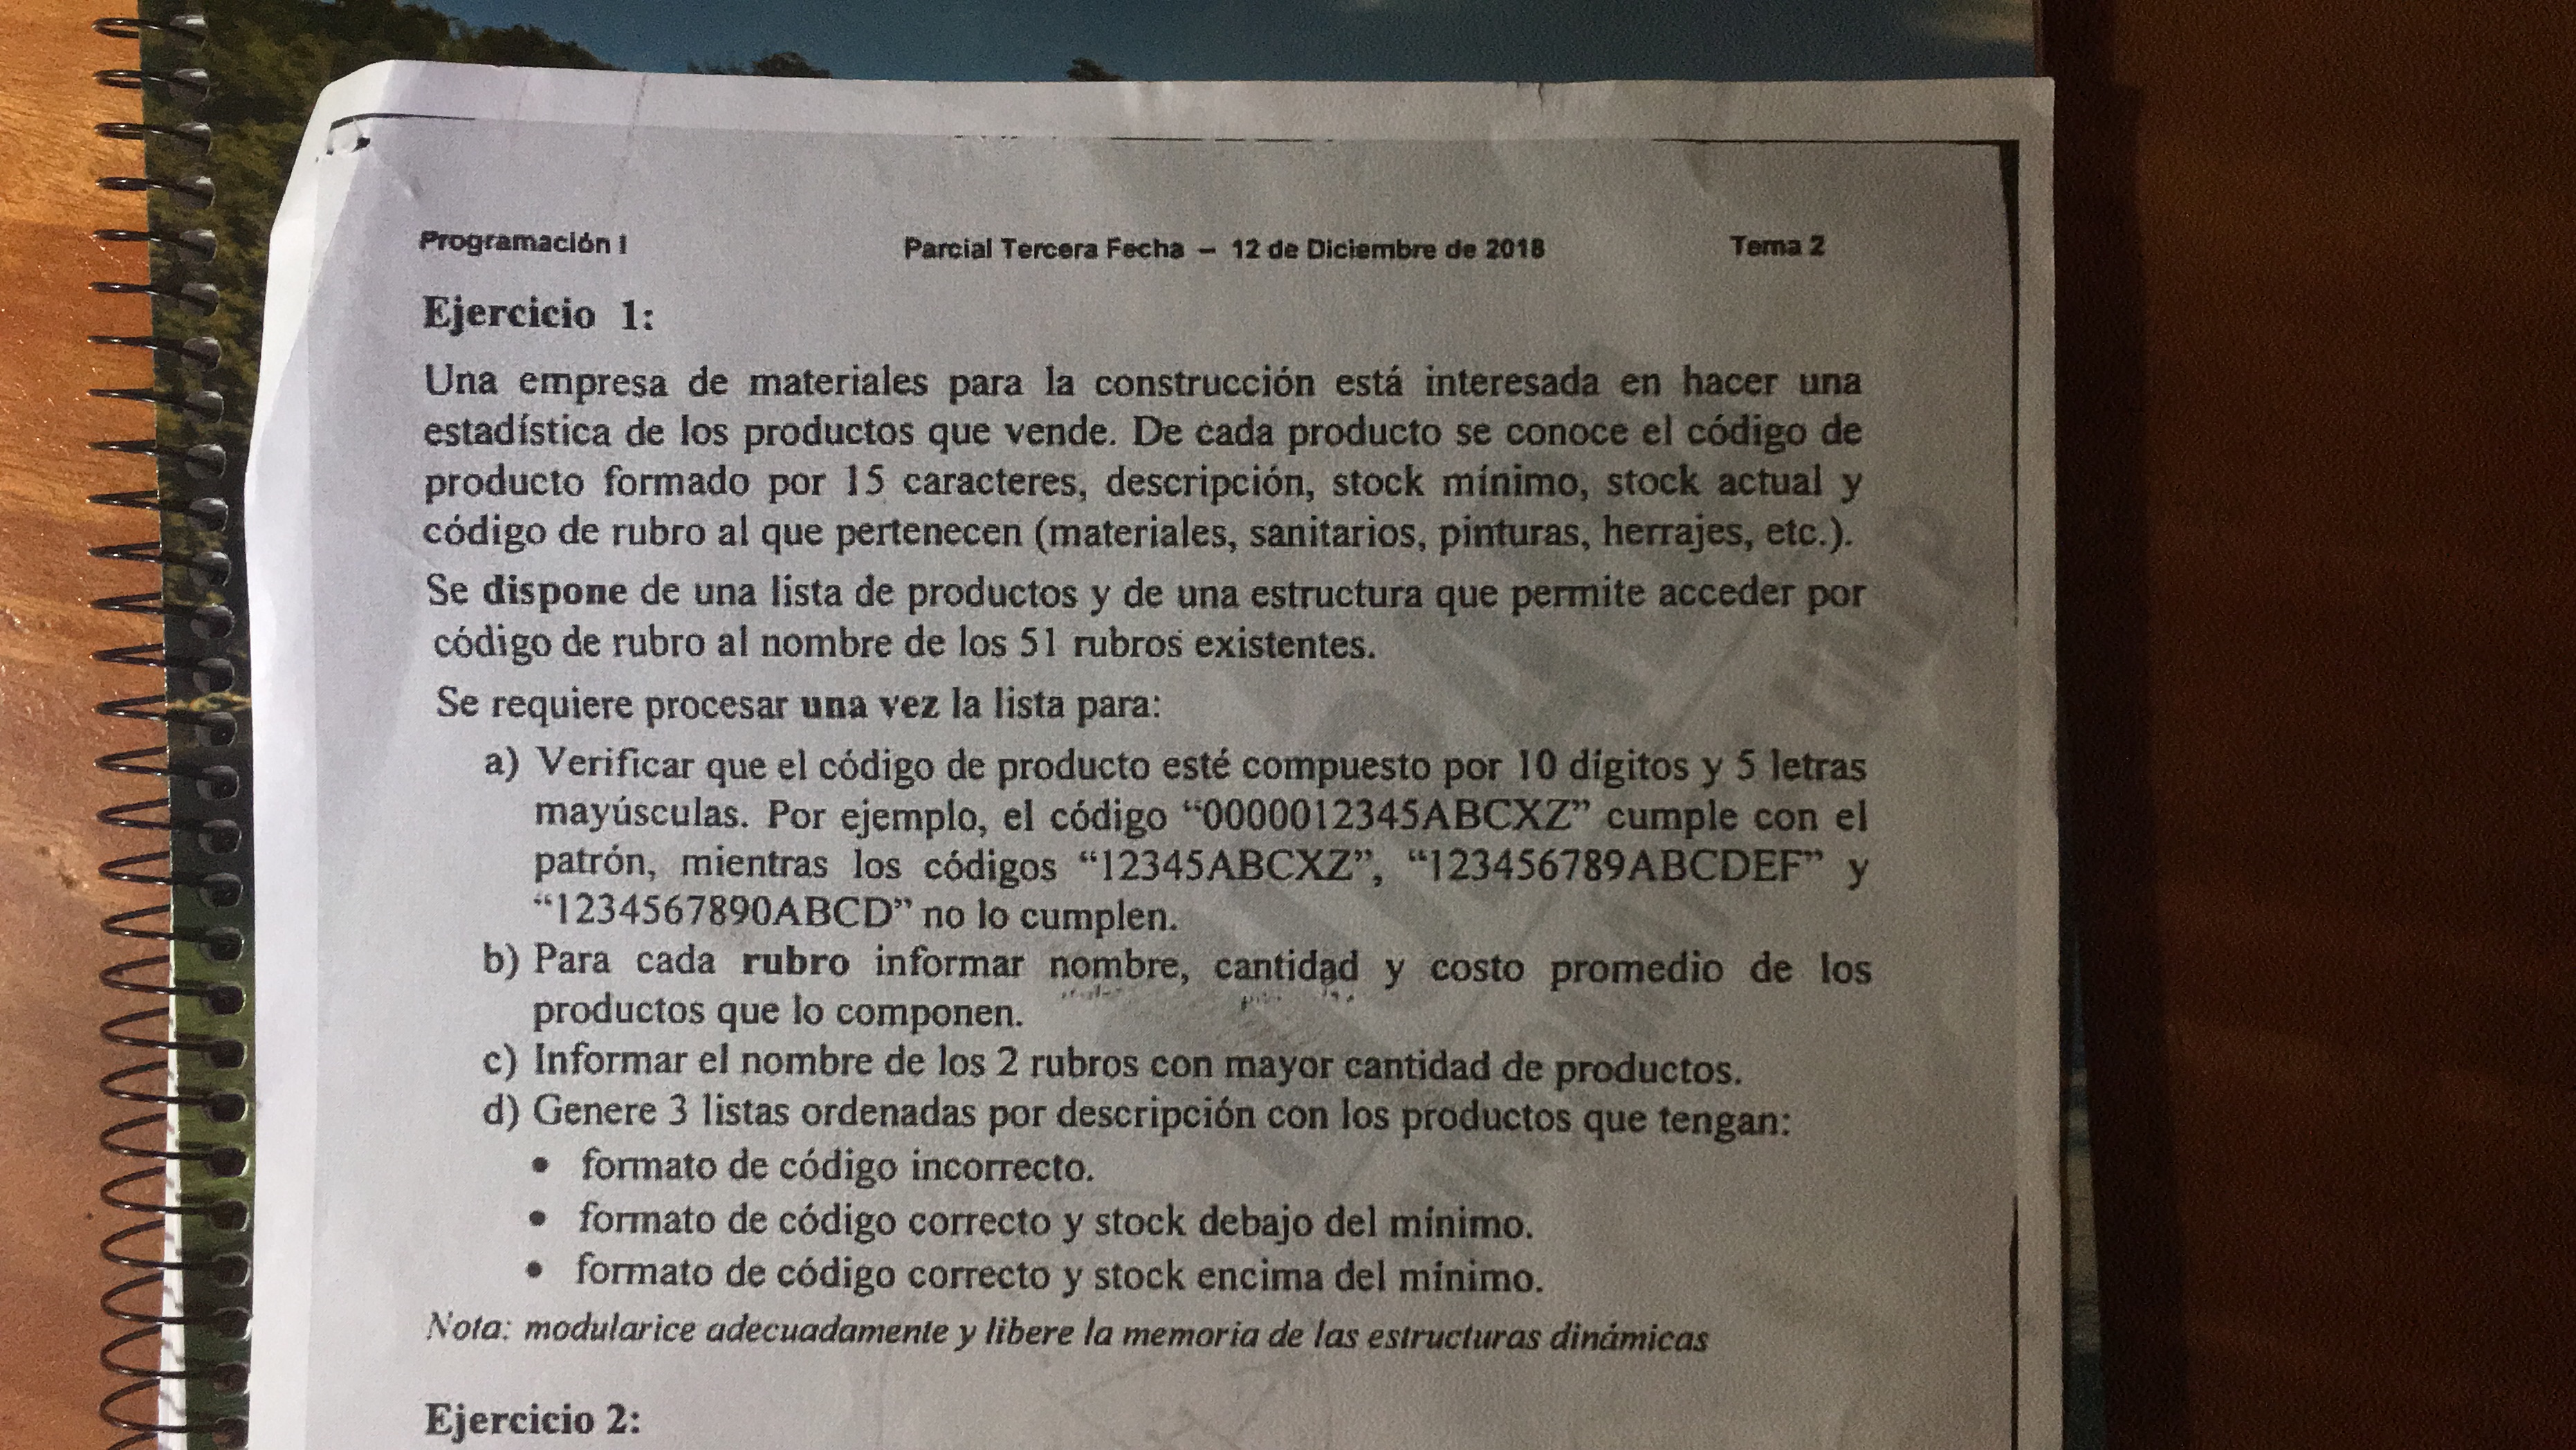 Programación I Parcial Tercera Fecha – 12 de Diciembre de 2018 Tema 2
Ejercicio 1:
Una empresa de materiales para la construcción está interesada en hacer una
estadística de los productos que vende. De cada producto se conoce el código de
producto formado por 15 caracteres, descripción, stock mínimo, stock actual y
código de rubro al que pertenecen (materiales, sanitarios, pinturas, herrajes, etc.).
Se dispone de una lista de productos y de una estructura que permite acceder por
código de rubro al nombre de los 51 rubros existentes.
Se requiere procesar una vez la lista para:
a) Verificar que el código de producto esté compuesto por 10 dígitos y 5 letras
mayúsculas. Por ejemplo, el código “0000012345ABCXZ” cumple con el
patrón, mientras los códigos “12345ABCXZ”, “123456789ABCDEF” y
“1234567890ABCD” no lo cumplen.
b) Para cada rubro informar nombre, cantidad y costo promedio de los
productos que lo componen.
c) Informar el nombre de los 2 rubros con mayor cantidad de productos.
d) Genere 3 listas ordenadas por descripción con los productos que tengan:
• formato de código incorrecto.
• formato de código correcto y stock debajo del mínimo.
• formato de código correcto y stock encima del mínimo.
Nota: modularice adecuadamente y libere la memoria de las estructuras dinámicas
Ejercicio 2: